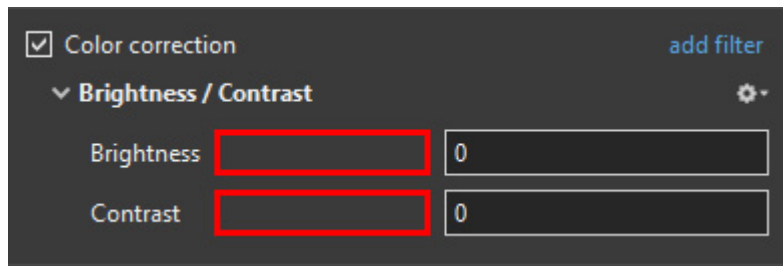 Color correction add filter
Brightness / Contrast
Brightness 0
Contrast 0